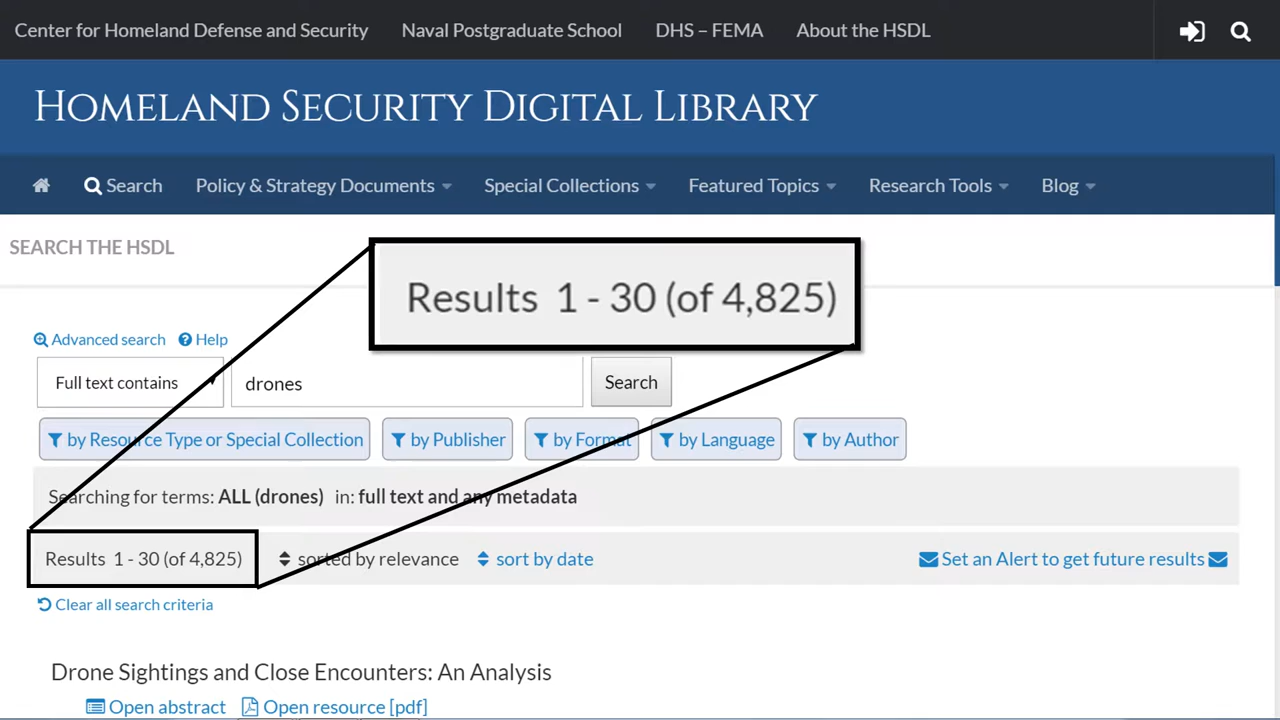 Center for Homeland Defense and Security Naval Postgraduate School DHS – FEMA About the HSDL
Homeland Security Digital Library
Search Policy & Strategy Documents Special Collections Featured Topics Research Tools Blog
SEARCH THE HSDL
Results 1 - 30 (of 4,825)
Advanced search Help
Full text contains drones Search
by Resource Type or Special Collection by Publisher by Format by Language by Author
Searching for terms: ALL (drones) in: full text and any metadata
Results 1 - 30 (of 4,825) sorted by relevance sort by date Set an Alert to get future results
Clear all search criteria
Drone Sightings and Close Encounters: An Analysis
Open abstract Open resource [pdf]